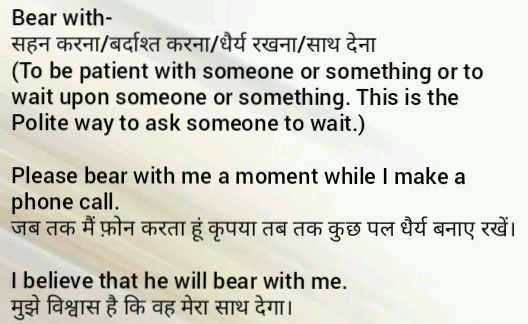 Bear with-
सहन करना/बर्दाश्त करना/धैर्य रखना/साथ देना
(To be patient with someone or something or to
wait upon someone or something. This is the
Polite way to ask someone to wait.)
Please bear with me a moment while I make a
phone call.
जब तक मैं फ़ोन करता हूं कृपया तब तक कुछ पल धैर्य बनाए रखें।
I believe that he will bear with me.
मुझे विश्वास है कि वह मेरा साथ देगा।